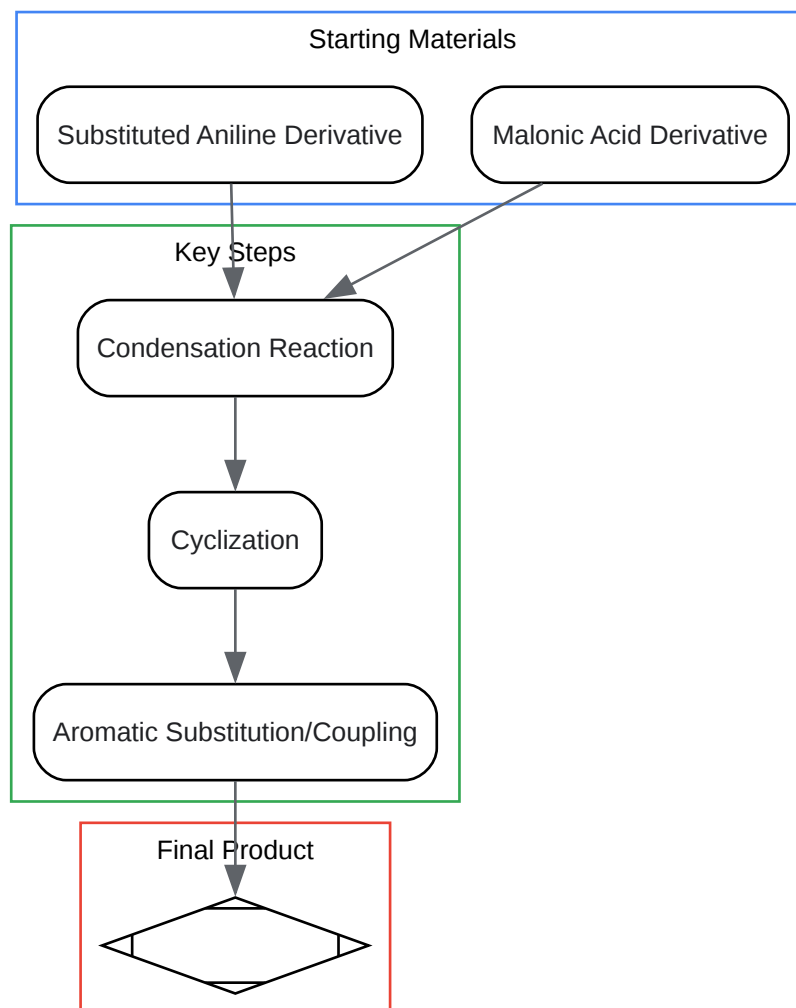 Starting Materials
Substituted Aniline Derivative
Malonic Acid Derivative
Key Steps
Condensation Reaction
Cyclization
Aromatic Substitution/Coupling
Final Product